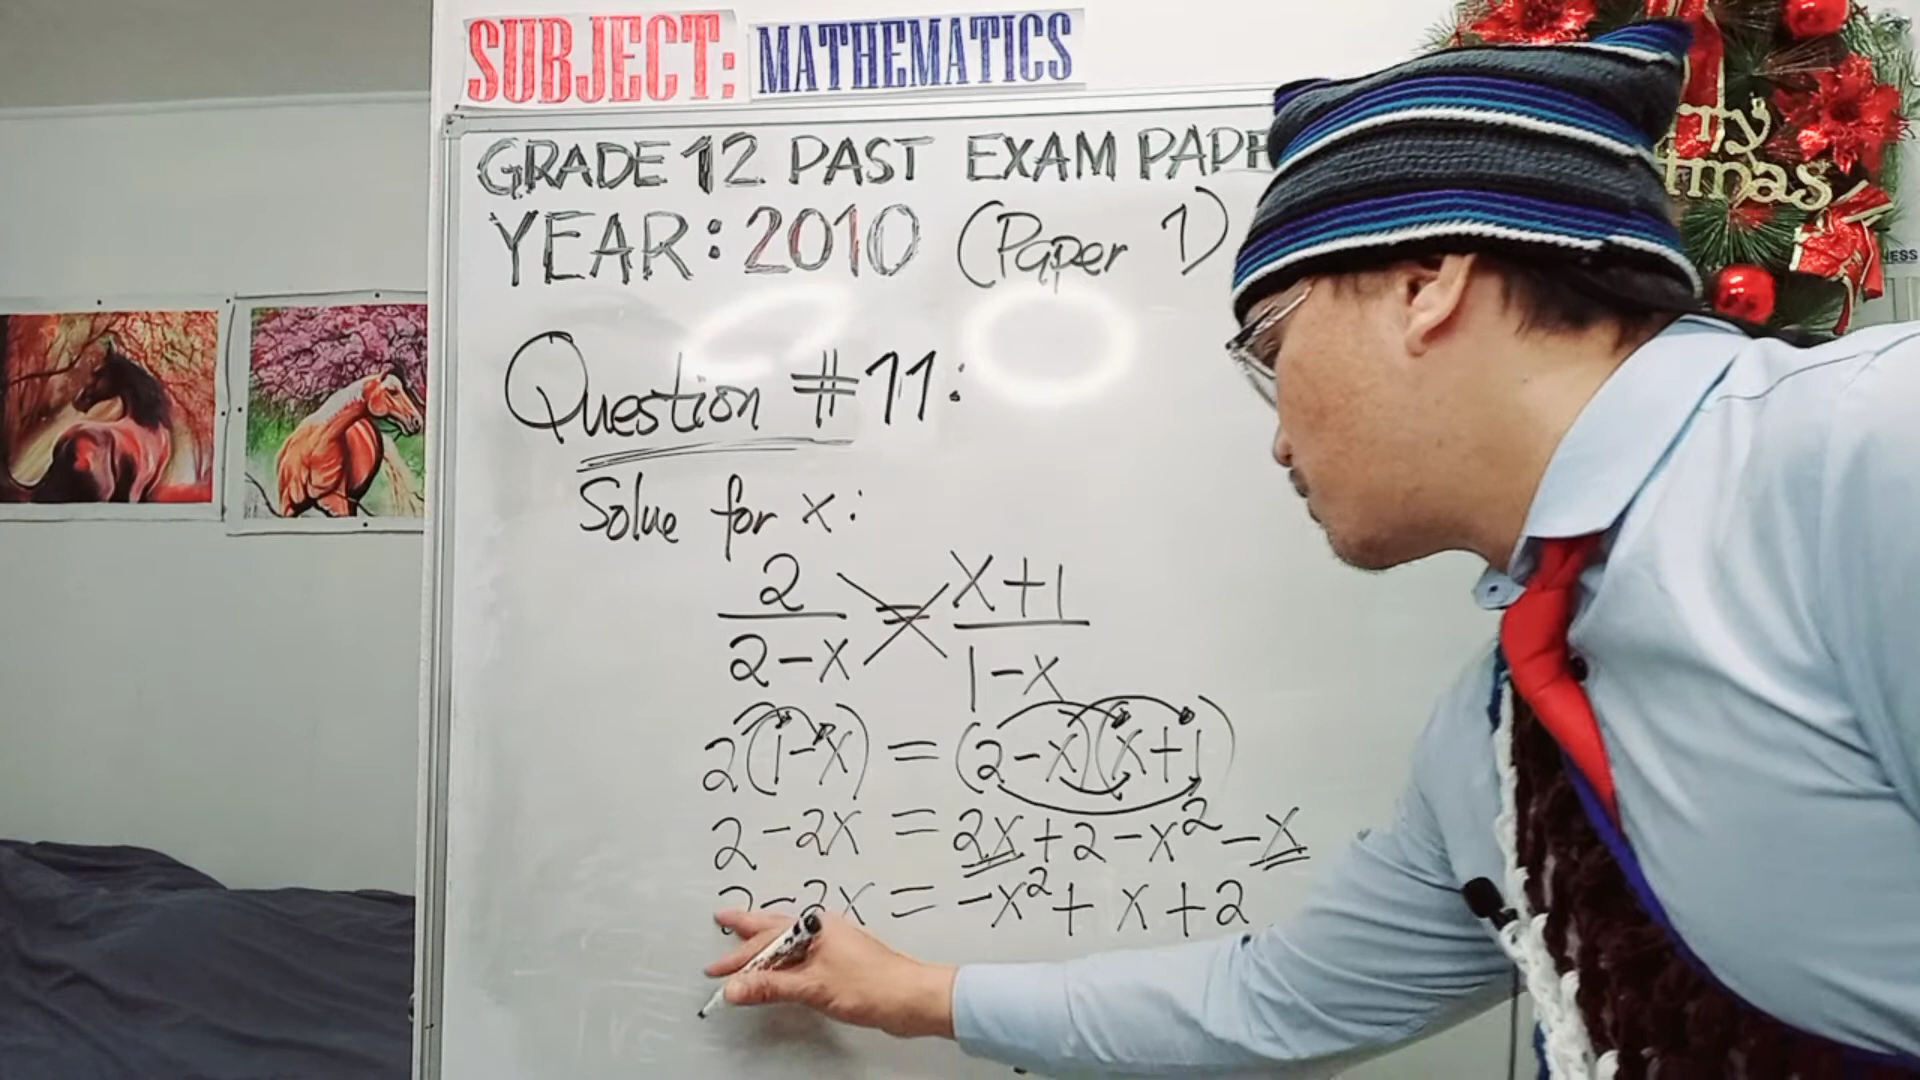 SUBJECT: MATHEMATICS
GRADE 12 PAST EXAM
YEAR: 2010 (Paper 1)
Question #11:
Solve for x:
2/(2-x) = (x+1)/(1-x)
2(1-x) = (2-x)(x+1)
2-2x = 2x+2-x²-x
2-2x = -x²+x+2